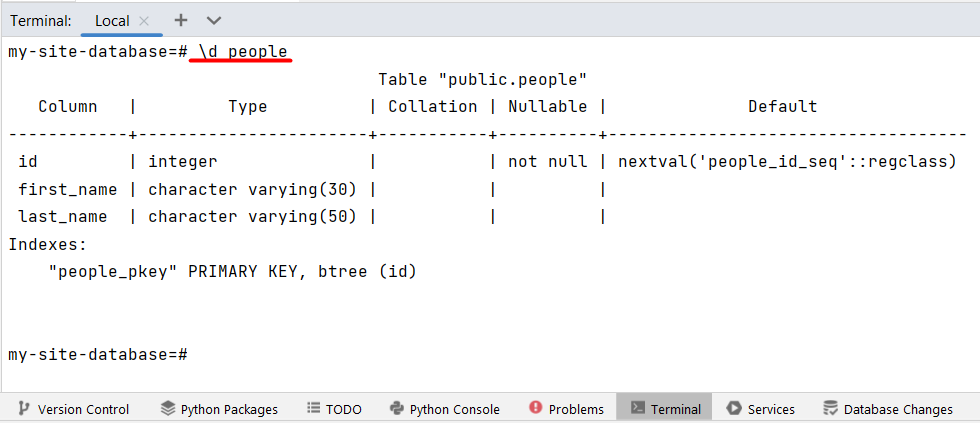 Terminal: Local × + ∨
my-site-database=# \d people
Table "public.people"
Column | Type | Collation | Nullable | Default
------------+-----------------------+-----------+----------+------------------------------------
id | integer | | not null | nextval('people_id_seq'::regclass)
first_name | character varying(30) | | |
last_name | character varying(50) | | |
Indexes:
"people_pkey" PRIMARY KEY, btree (id)
my-site-database=#
Version Control Python Packages TODO Python Console Problems Terminal Services Database Changes